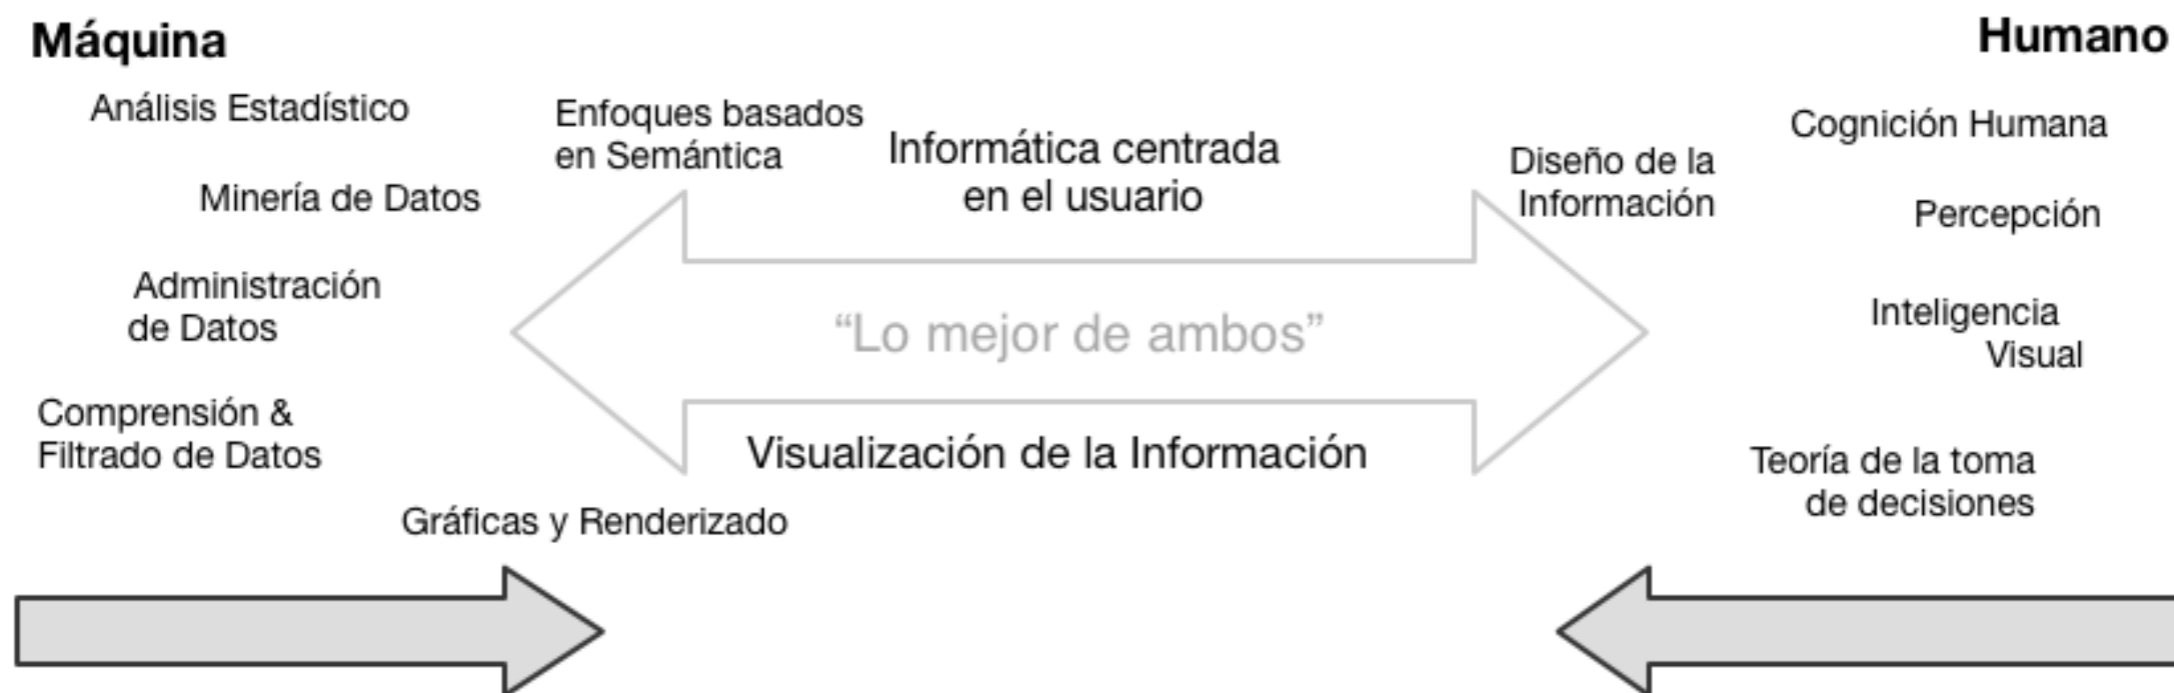 Máquina
Humano
Análisis Estadístico
Minería de Datos
Administración
de Datos
Comprensión &
Filtrado de Datos
Gráficas y Renderizado
Enfoques basados
en Semántica
Informática centrada
en el usuario
“Lo mejor de ambos”
Visualización de la Información
Diseño de la
Información
Cognición Humana
Percepción
Inteligencia
Visual
Teoría de la toma
de decisiones